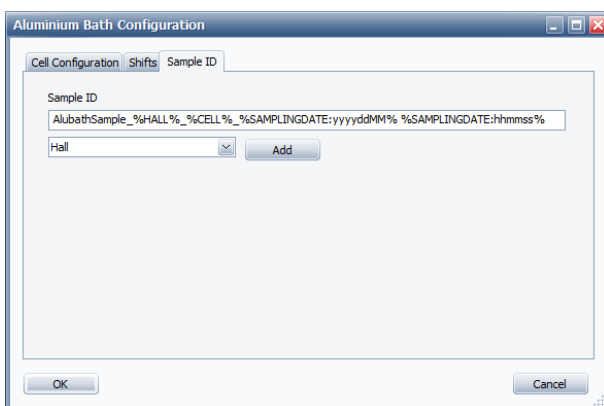 Aluminium Bath Configuration
Cell Configuration Shifts Sample ID
Sample ID
AlubathSample_%HALL%_%CELL%_%SAMPLINGDATE:yyyyddMM% %SAMPLINGDATE:hhmmss%
Hall Add
OK Cancel